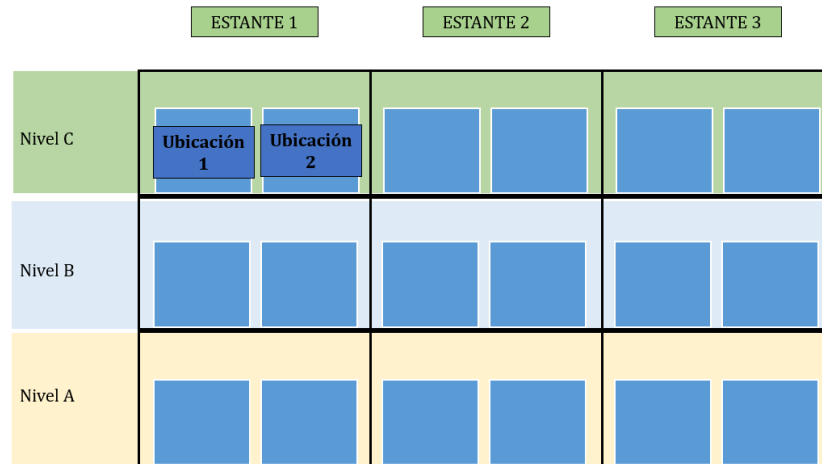 ESTANTE 1
ESTANTE 2
ESTANTE 3
Nivel C
Ubicación
1
Ubicación
2
Nivel B
Nivel A